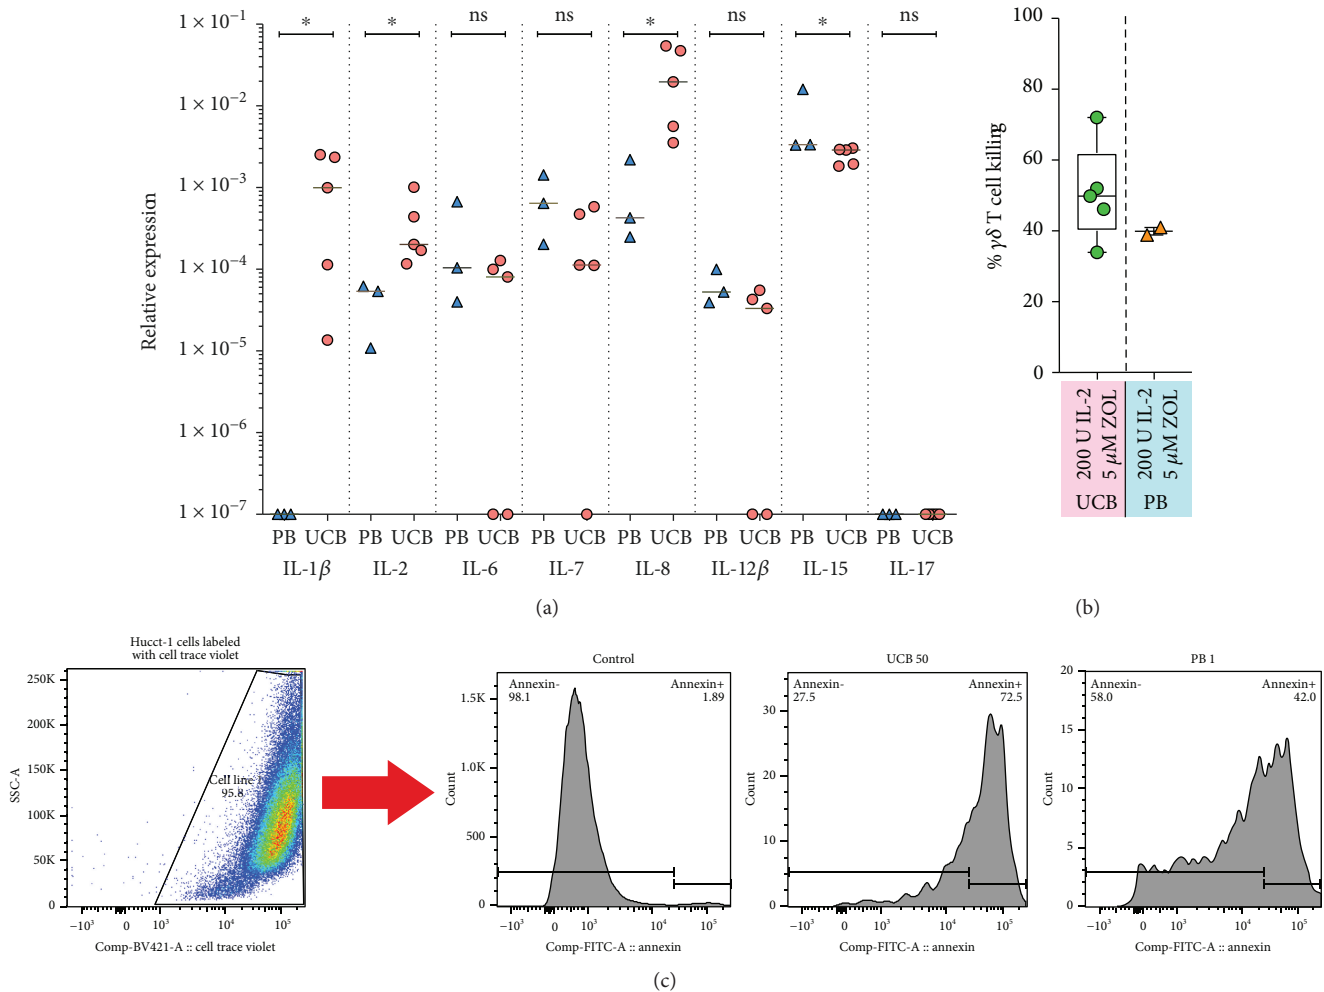 * * ns ns * ns * ns
1 × 10⁻¹
1 × 10⁻²
1 × 10⁻³
1 × 10⁻⁴
1 × 10⁻⁵
1 × 10⁻⁶
1 × 10⁻⁷
Relative expression
PB UCB PB UCB PB UCB PB UCB PB UCB PB UCB PB UCB PB UCB
IL-1β IL-2 IL-6 IL-7 IL-8 IL-12β IL-15 IL-17
(a)
100
80
60
40
20
0
% γδ T cell killing
200 U IL-2
5 μM ZOL
UCB
200 U IL-2
5 μM ZOL
PB
(b)
Hucct-1 cells labeled
with cell trace violet
250K
200K
150K
100K
50K
0
SSC-A
Cell line
95.8
−10³ 0 10³ 10⁴ 10⁵
Comp-BV421-A :: cell trace violet
Control
Annexin- Annexin+
98.1 1.89
1.5K
1.0K
500
0
Count
−10³ 0 10³ 10⁴ 10⁵
Comp-FITC-A :: annexin
UCB 50
Annexin- Annexin+
27.5 72.5
30
20
10
0
Count
−10³ 0 10³ 10⁴ 10⁵
Comp-FITC-A :: annexin
PB 1
Annexin- Annexin+
58.0 42.0
20
15
10
5
0
Count
−10³ 0 10³ 10⁴ 10⁵
Comp-FITC-A :: annexin
(c)